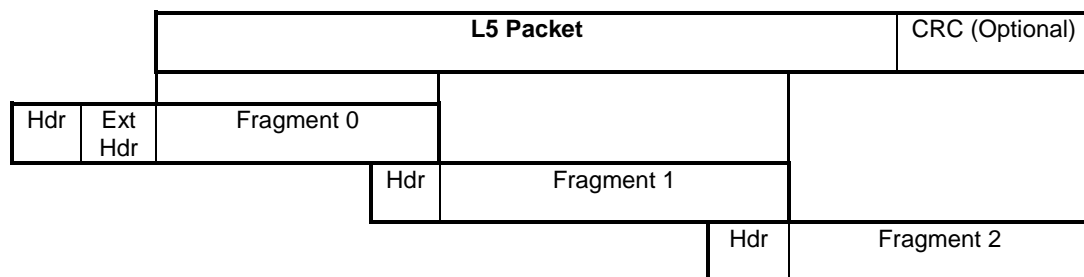 L5 Packet CRC (Optional)
Hdr Ext Fragment 0
Hdr
Hdr Fragment 1
Hdr Fragment 2